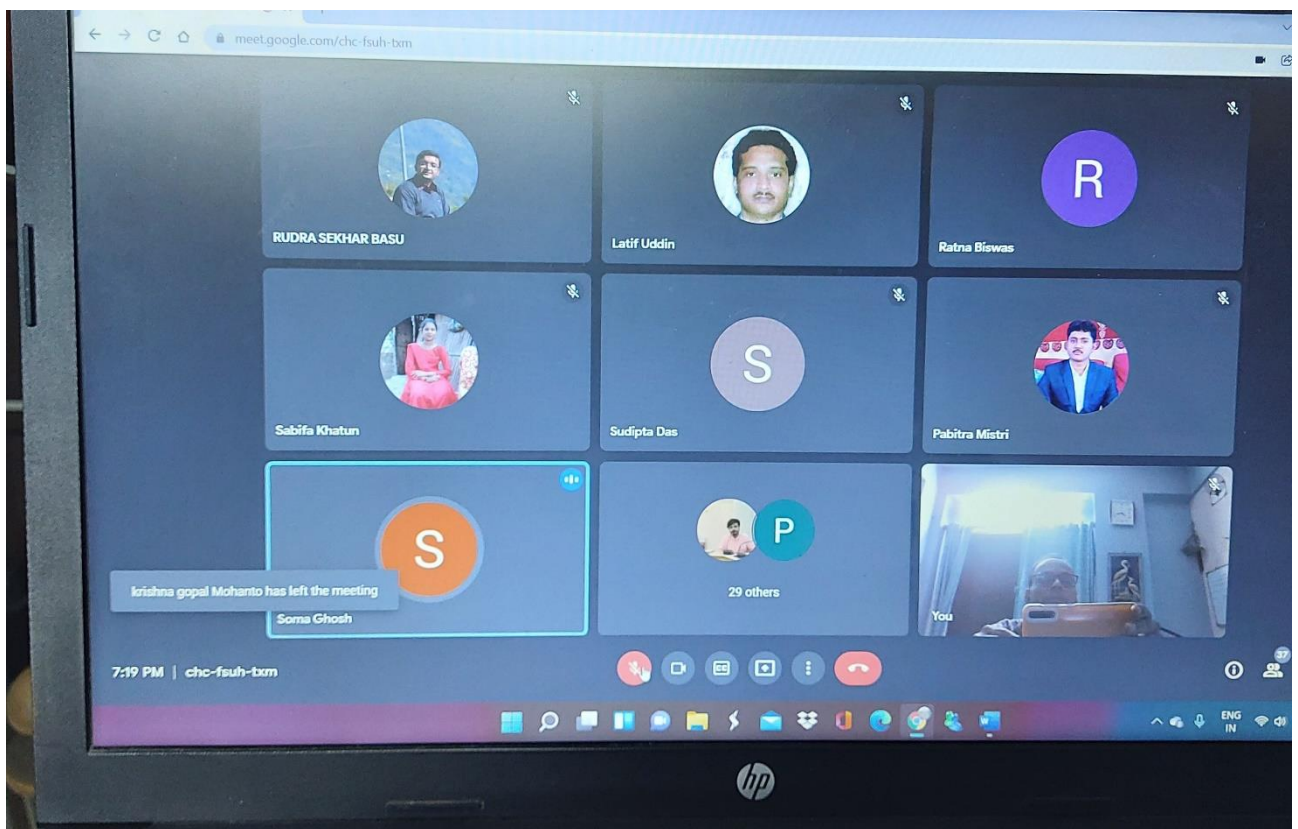 meet.google.com/chc-fsuh-txm
RUDRA SEKHAR BASU
Latif Uddin
R
Ratna Biswas
Sabifa Khatun
S
Sudipta Das
Pabitra Mistri
S
krishna gopal Mohanto has left the meeting
Soma Ghosh
P
29 others
You
7:19 PM | chc-fsuh-txm
CC
37
W
ENG
IN
hp